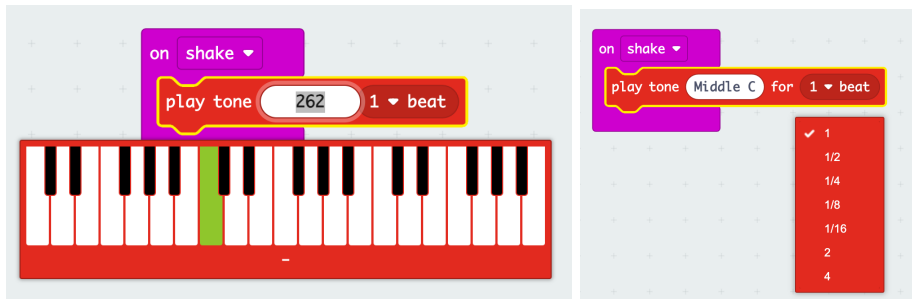 on shake
play tone 262 1 beat
-
on shake
play tone Middle C for 1 beat
1
1/2
1/4
1/8
1/16
2
4